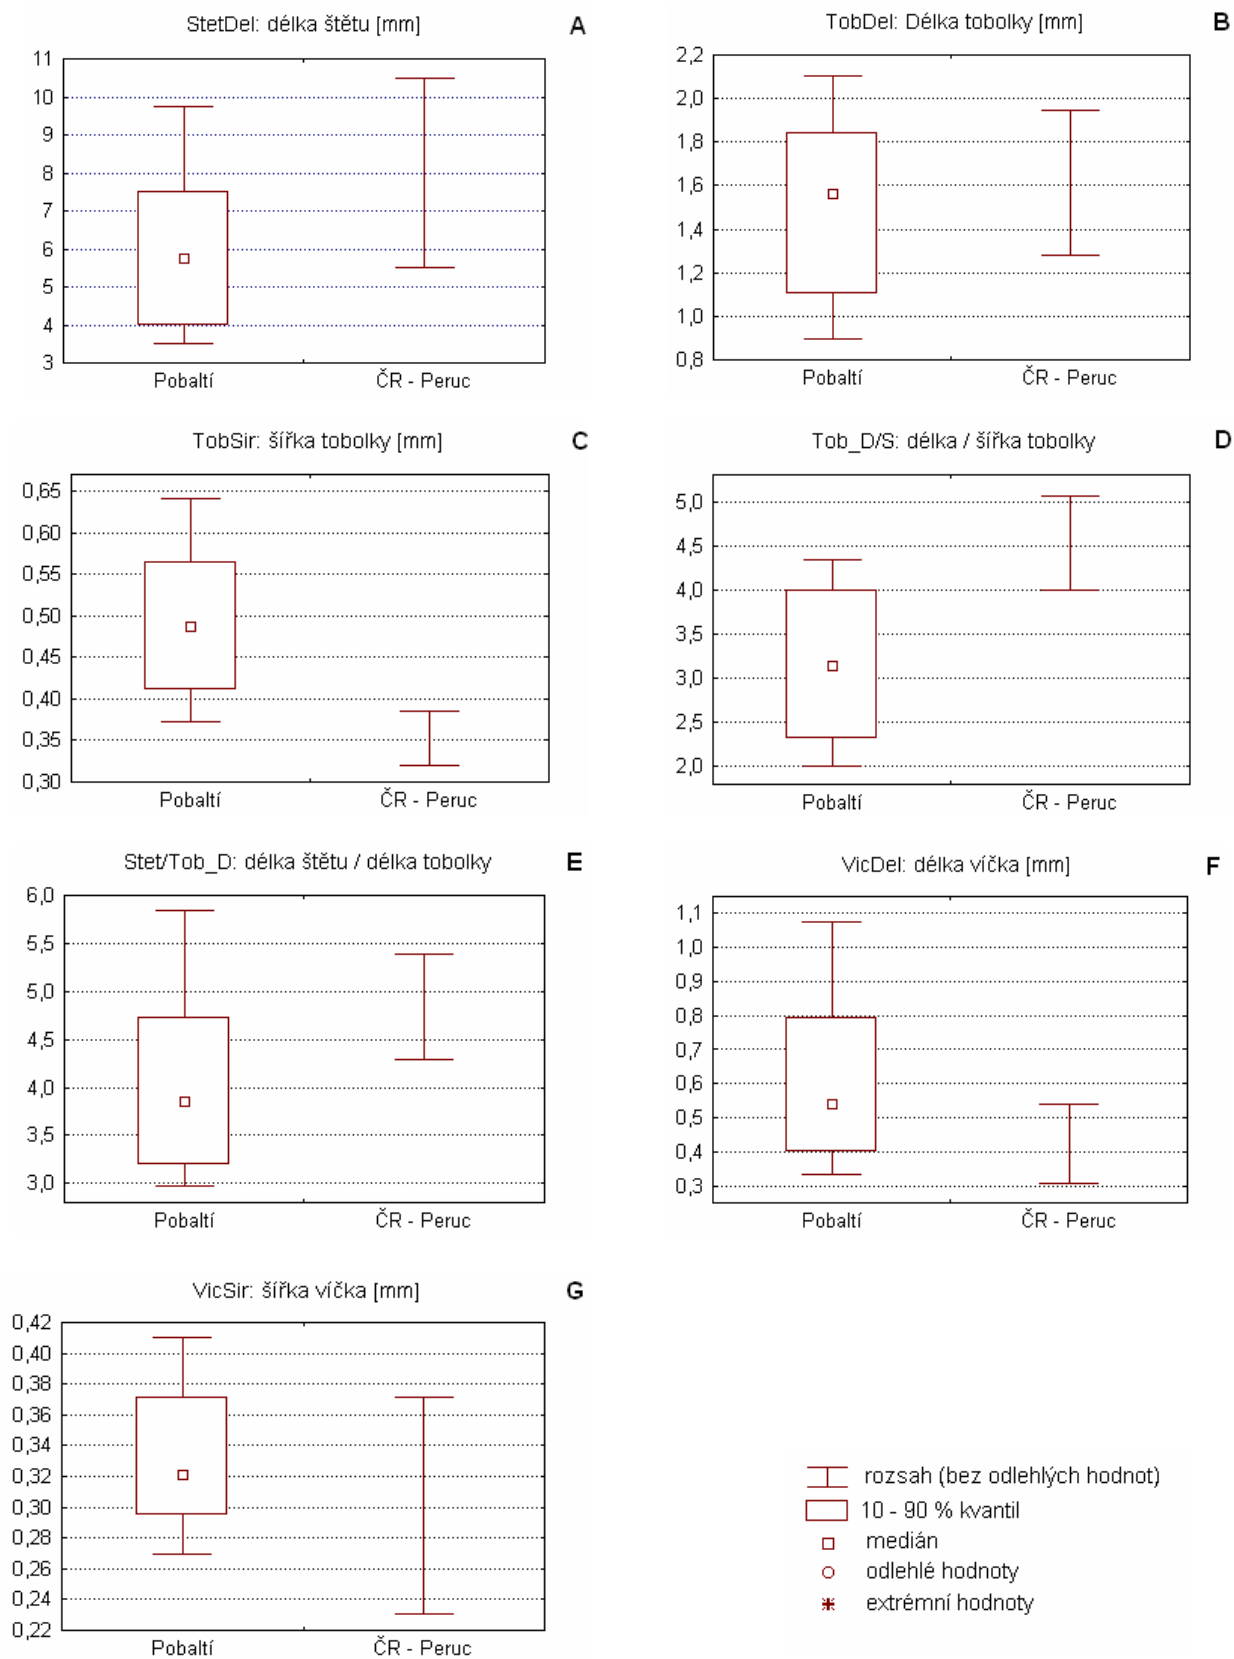 StetDel: délka štětu [mm]
A
11
10
9
8
7
6
5
4
3
Pobaltí
ČR - Peruc
TobDel: Délka tobolky [mm]
B
2,2
2,0
1,8
1,6
1,4
1,2
1,0
0,8
Pobaltí
ČR - Peruc
TobSir: šířka tobolky [mm]
C
0,65
0,60
0,55
0,50
0,45
0,40
0,35
0,30
Pobaltí
ČR - Peruc
Tob_D/S: délka / šířka tobolky
D
5,0
4,5
4,0
3,5
3,0
2,5
2,0
Pobaltí
ČR - Peruc
Stet/Tob_D: délka štětu / délka tobolky
E
6,0
5,5
5,0
4,5
4,0
3,5
3,0
Pobaltí
ČR - Peruc
VicDel: délka víčka [mm]
F
1,1
1,0
0,9
0,8
0,7
0,6
0,5
0,4
0,3
Pobaltí
ČR - Peruc
VicSir: šířka víčka [mm]
G
0,42
0,40
0,38
0,36
0,34
0,32
0,30
0,28
0,26
0,24
0,22
Pobaltí
ČR - Peruc
rozsah (bez odlehlých hodnot)
10 - 90 % kvantil
medián
odlehlé hodnoty
extrémní hodnoty